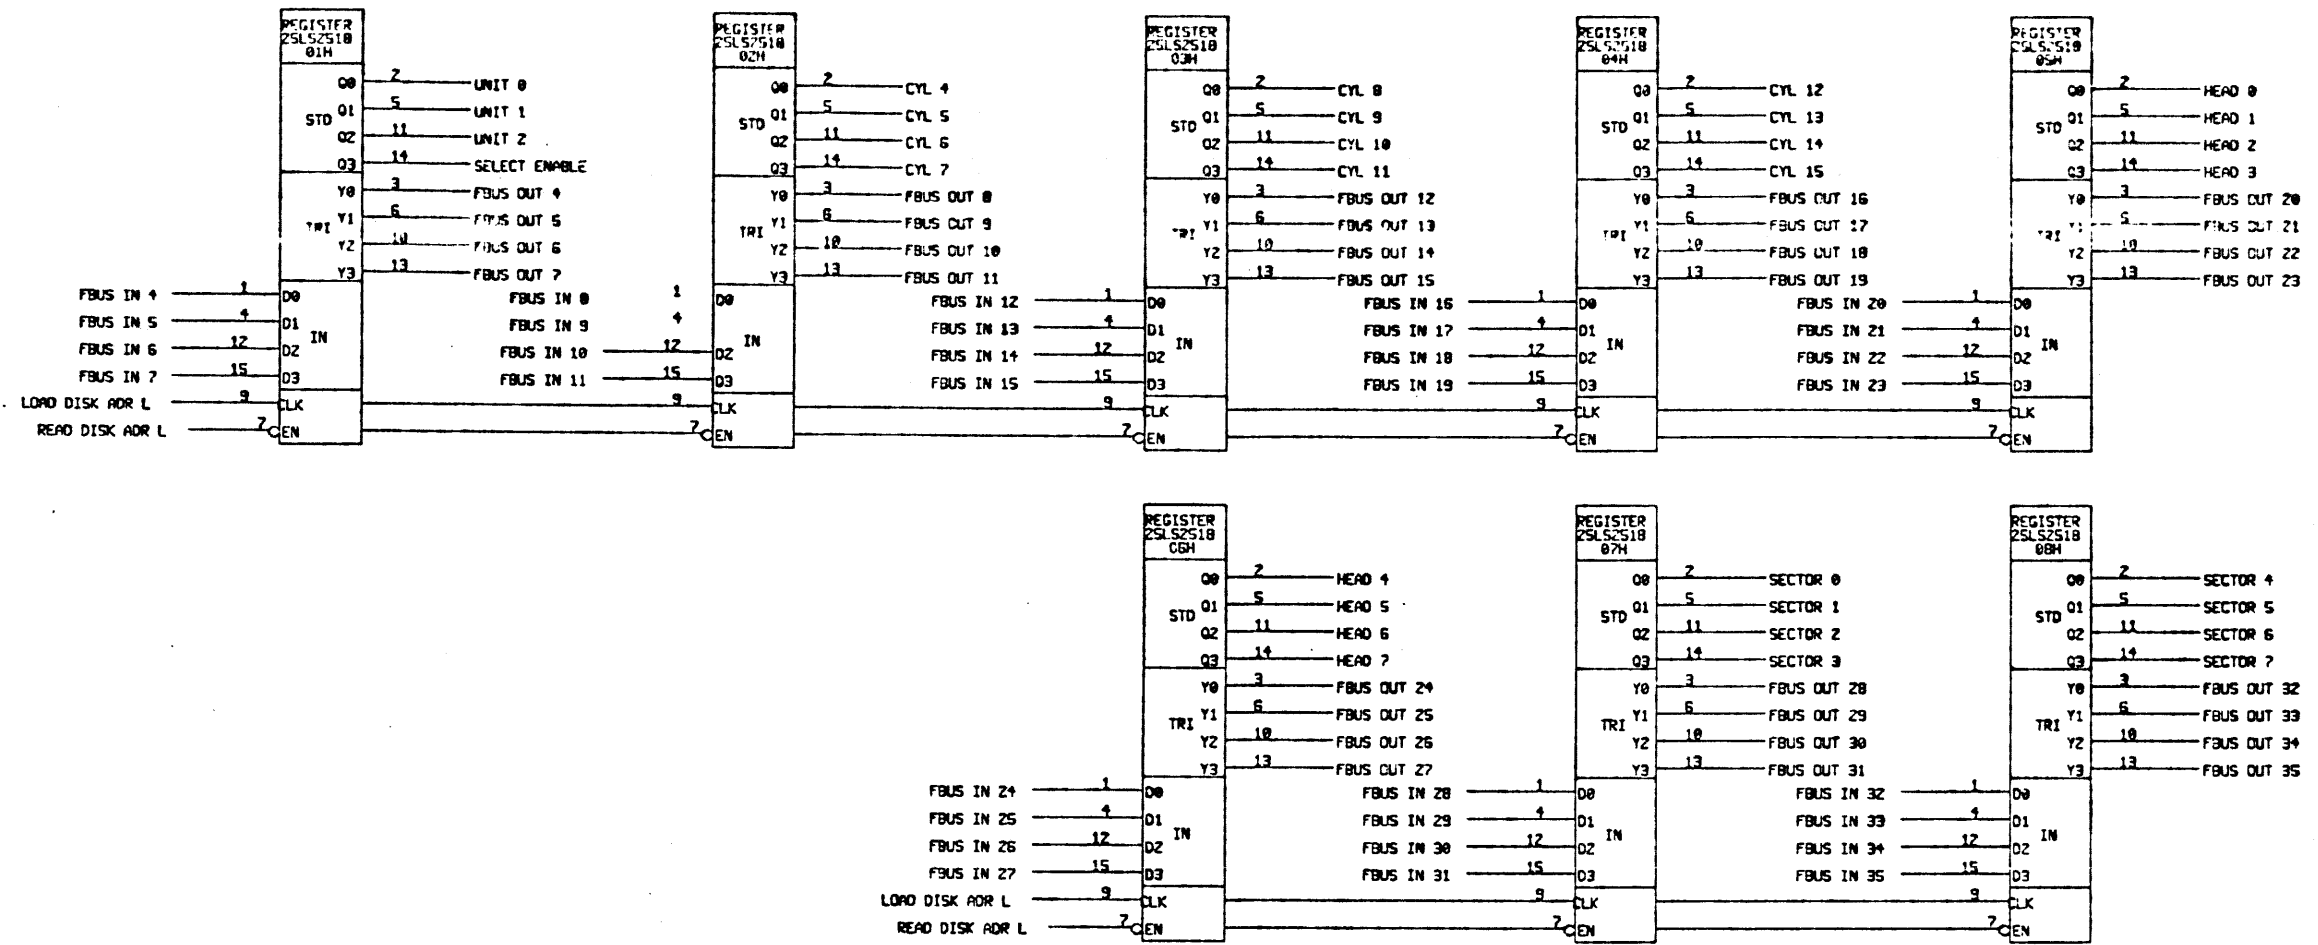 REGISTER
25LS2518
01H
STD
Q0 2 UNIT 0
Q1 5 UNIT 1
Q2 11 UNIT 2
Q3 14 SELECT ENABLE
TRI
Y0 3 FBUS OUT 4
Y1 6 FBUS OUT 5
Y2 10 FBUS OUT 6
Y3 13 FBUS OUT 7
IN
FBUS IN 4 1 D0
FBUS IN 5 4 D1
FBUS IN 6 12 D2
FBUS IN 7 15 D3
LOAD DISK ADR L 9 CLK
READ DISK ADR L 7 EN
REGISTER
25LS2518
02H
STD
Q0 2 CYL 4
Q1 5 CYL 5
Q2 11 CYL 6
Q3 14 CYL 7
TRI
Y0 3 FBUS OUT 8
Y1 6 FBUS OUT 9
Y2 10 FBUS OUT 10
Y3 13 FBUS OUT 11
IN
FBUS IN 8 1 D0
FBUS IN 9 4
FBUS IN 10 12 D2
FBUS IN 11 15 D3
9 CLK
7 EN
REGISTER
25LS2518
03H
STD
Q0 2 CYL 8
Q1 5 CYL 9
Q2 11 CYL 10
Q3 14 CYL 11
TRI
Y0 3 FBUS OUT 12
Y1 6 FBUS OUT 13
Y2 10 FBUS OUT 14
Y3 13 FBUS OUT 15
IN
FBUS IN 12 1 D0
FBUS IN 13 4 D1
FBUS IN 14 12 D2
FBUS IN 15 15 D3
9 CLK
7 EN
REGISTER
25LS2518
04H
STD
Q0 2 CYL 12
Q1 5 CYL 13
Q2 11 CYL 14
Q3 14 CYL 15
TRI
Y0 3 FBUS OUT 16
Y1 6 FBUS OUT 17
Y2 10 FBUS OUT 18
Y3 13 FBUS OUT 19
IN
FBUS IN 16 1 D0
FBUS IN 17 4 D1
FBUS IN 18 12 D2
FBUS IN 19 15 D3
9 CLK
7 EN
REGISTER
25LS2518
05H
STD
Q0 2 HEAD 0
Q1 5 HEAD 1
Q2 11 HEAD 2
Q3 14 HEAD 3
TRI
Y0 3 FBUS OUT 20
Y1 6 FBUS OUT 21
Y2 10 FBUS OUT 22
Y3 13 FBUS OUT 23
IN
FBUS IN 20 1 D0
FBUS IN 21 4 D1
FBUS IN 22 12 D2
FBUS IN 23 15 D3
9 CLK
7 EN
REGISTER
25LS2518
06H
STD
Q0 2 HEAD 4
Q1 5 HEAD 5
Q2 11 HEAD 6
Q3 14 HEAD 7
TRI
Y0 3 FBUS OUT 24
Y1 6 FBUS OUT 25
Y2 10 FBUS OUT 26
Y3 13 FBUS OUT 27
IN
FBUS IN 24 1 D0
FBUS IN 25 4 D1
FBUS IN 26 12 D2
FBUS IN 27 15 D3
LOAD DISK ADR L 9 CLK
READ DISK ADR L 7 EN
REGISTER
25LS2518
07H
STD
Q0 2 SECTOR 0
Q1 5 SECTOR 1
Q2 11 SECTOR 2
Q3 14 SECTOR 3
TRI
Y0 3 FBUS OUT 28
Y1 6 FBUS OUT 29
Y2 10 FBUS OUT 30
Y3 13 FBUS OUT 31
IN
FBUS IN 28 1 D0
FBUS IN 29 4 D1
FBUS IN 30 12 D2
FBUS IN 31 15 D3
9 CLK
7 EN
REGISTER
25LS2518
08H
STD
Q0 2 SECTOR 4
Q1 5 SECTOR 5
Q2 11 SECTOR 6
Q3 14 SECTOR 7
TRI
Y0 3 FBUS OUT 32
Y1 6 FBUS OUT 33
Y2 10 FBUS OUT 34
Y3 13 FBUS OUT 35
IN
FBUS IN 32 1 D0
FBUS IN 33 4 D1
FBUS IN 34 12 D2
FBUS IN 35 15 D3
9 CLK
7 EN